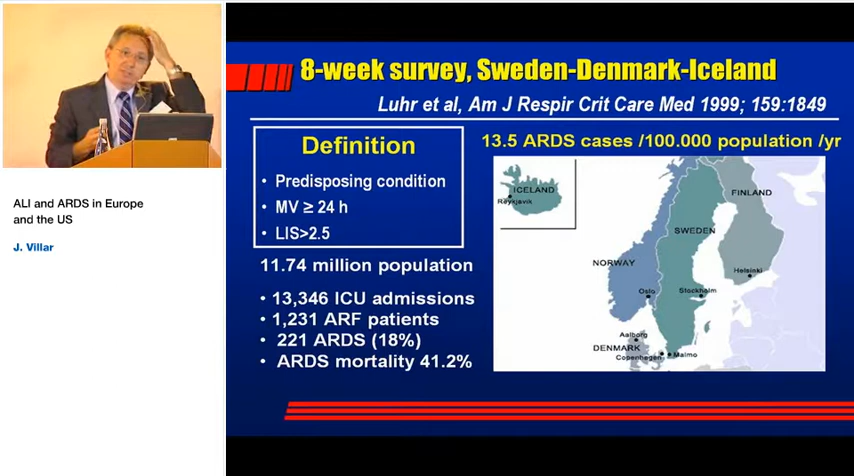 ALI and ARDS in Europe
and the US
J. Villar
8-week survey, Sweden-Denmark-Iceland
Luhr et al, Am J Respir Crit Care Med 1999; 159:1849
Definition
• Predisposing condition
• MV ≥ 24 h
• LIS>2.5
11.74 million population
• 13,346 ICU admissions
• 1,231 ARF patients
• 221 ARDS (18%)
• ARDS mortality 41.2%
13.5 ARDS cases /100.000 population /yr
ICELAND
Reykjavik
FINLAND
SWEDEN
NORWAY
Helsinki
Oslo
Stockholm
Aalborg
DENMARK
Copenhagen
Malmo